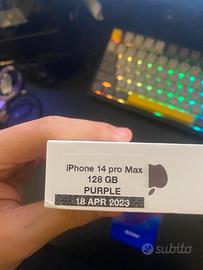 iPhone 14 pro Max
128 GB
PURPLE
18 APR 2023
subito